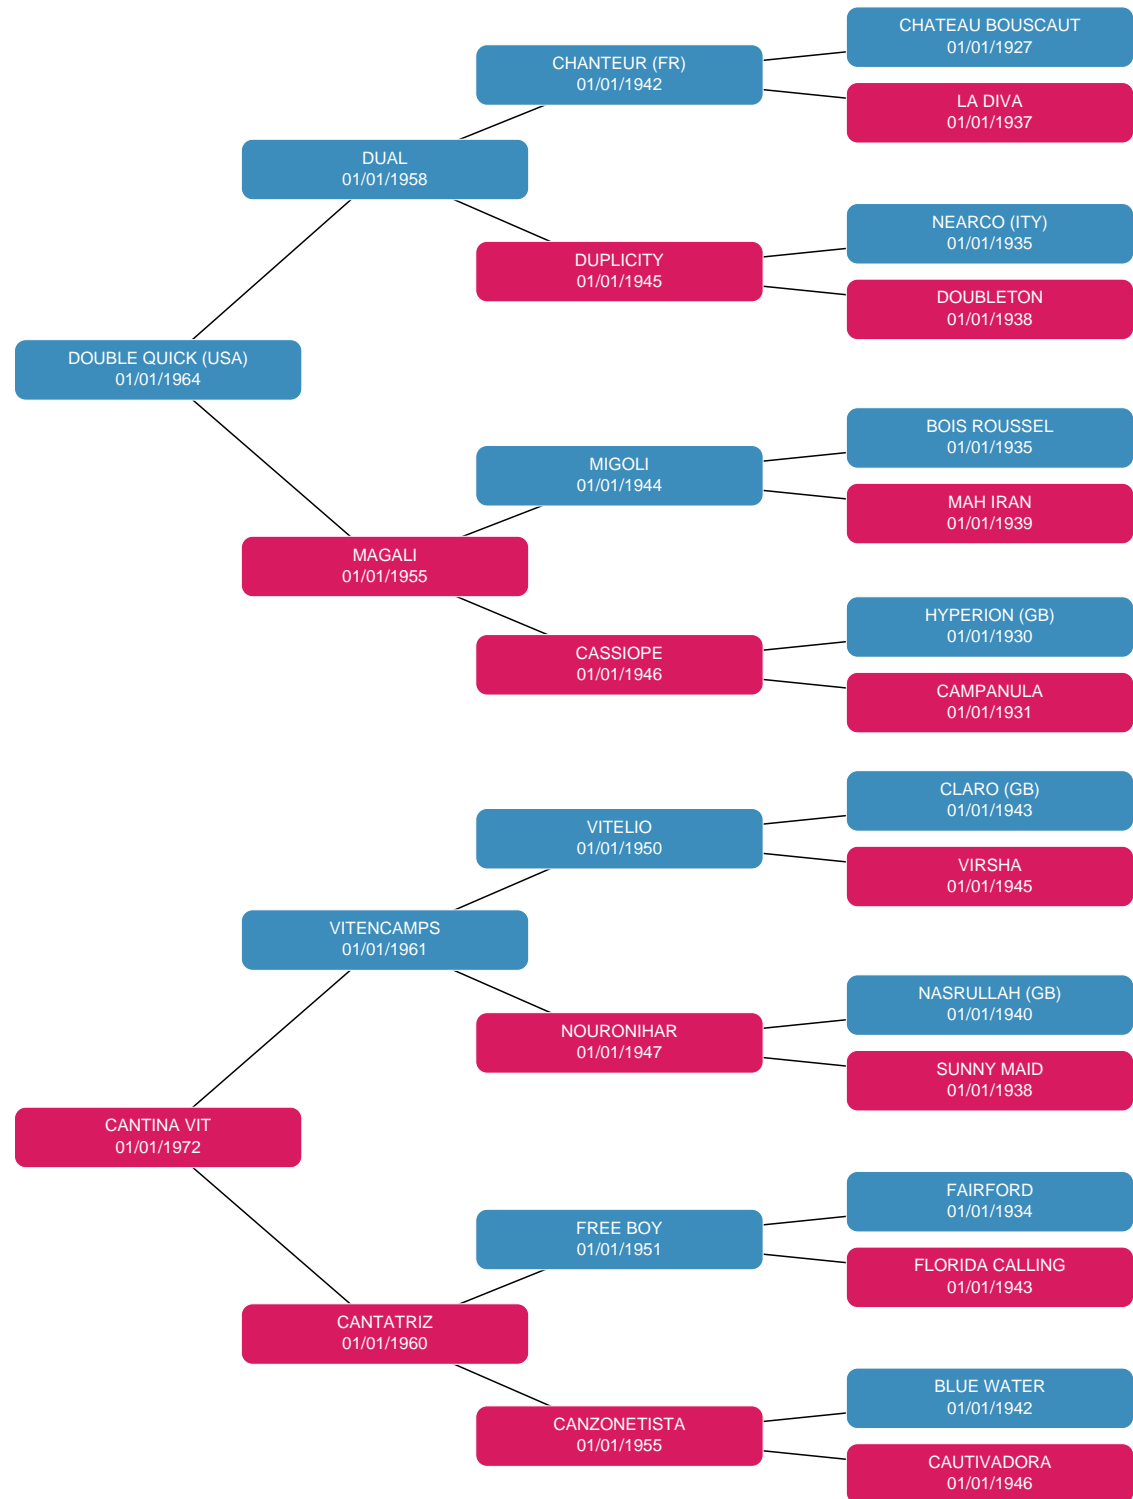 CHATEAU BOUSCAUT
01/01/1927
CHANTEUR (FR)
01/01/1942
LA DIVA
01/01/1937
DUAL
01/01/1958
NEARCO (ITY)
01/01/1935
DUPLICITY
01/01/1945
DOUBLETON
01/01/1938
DOUBLE QUICK (USA)
01/01/1964
BOIS ROUSSEL
01/01/1935
MIGOLI
01/01/1944
MAH IRAN
01/01/1939
MAGALI
01/01/1955
HYPERION (GB)
01/01/1930
CASSIOPE
01/01/1946
CAMPANULA
01/01/1931
CLARO (GB)
01/01/1943
VITELIO
01/01/1950
VIRSHA
01/01/1945
VITENCAMPS
01/01/1961
NASRULLAH (GB)
01/01/1940
NOURONIHAR
01/01/1947
SUNNY MAID
01/01/1938
CANTINA VIT
01/01/1972
FAIRFORD
01/01/1934
FREE BOY
01/01/1951
FLORIDA CALLING
01/01/1943
CANTATRIZ
01/01/1960
BLUE WATER
01/01/1942
CANZONETISTA
01/01/1955
CAUTIVADORA
01/01/1946